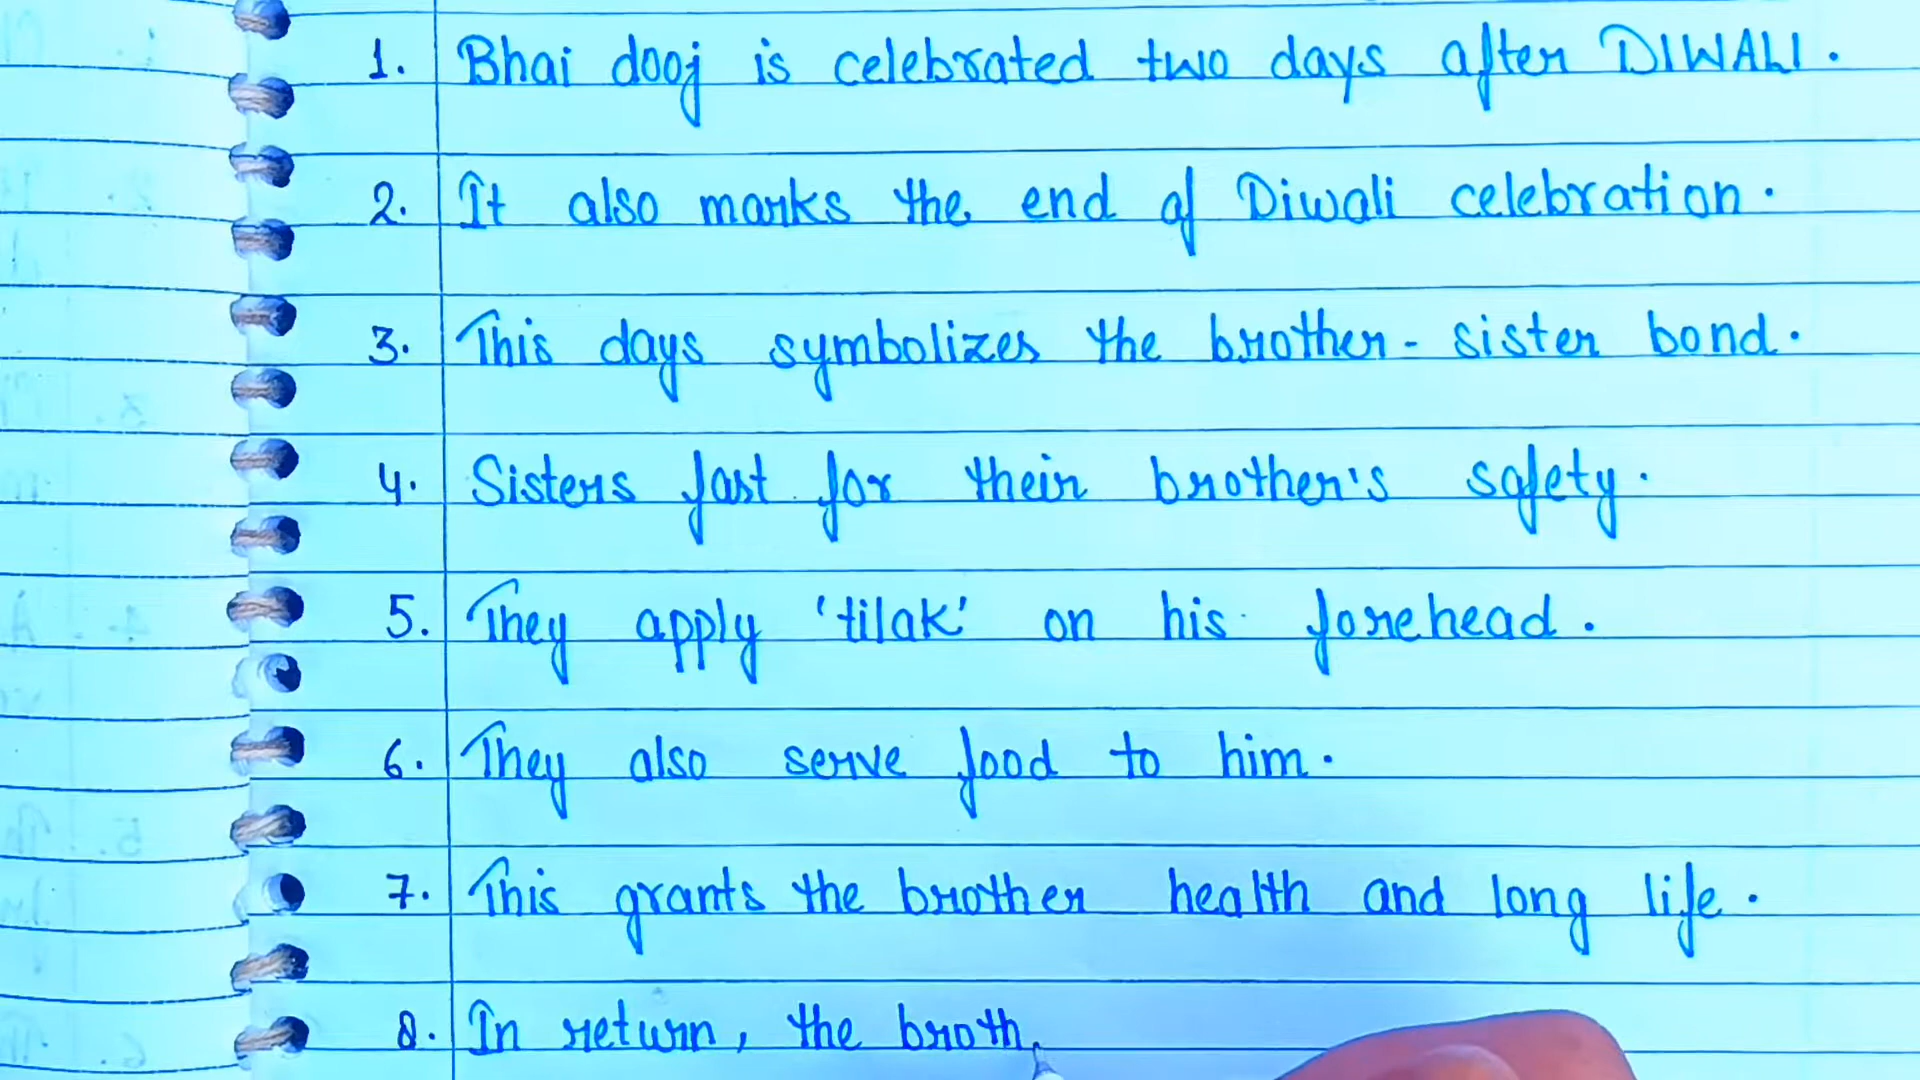 1. Bhai dooj is celebrated two days after DIWALI.
2. It also marks the end of Diwali celebration.
3. This days symbolizes the brother-sister bond.
4. Sisters fast for their brother's safety.
5. They apply 'tilak' on his forehead.
6. They also serve food to him.
7. This grants the brother health and long life.
8. In return, the broth